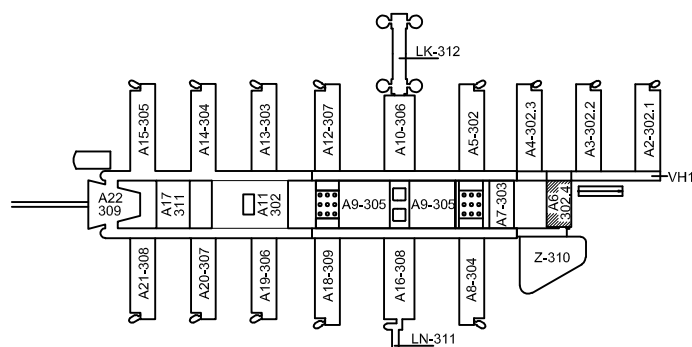 LK-312
A15-305
A14-304
A13-303
A12-307
A10-306
A5-302
A4-302.3
A3-302.2
A2-302.1
VH1
A22
309
A17
311
A11
302
A9-305
A9-305
A7-303
A6
302.4
A21-308
A20-307
A19-306
A18-309
A16-308
A8-304
Z-310
LN-311